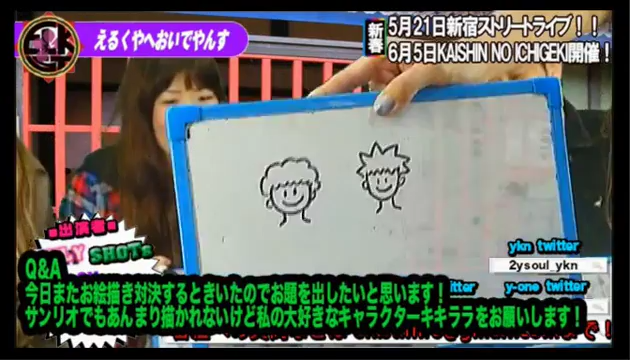 えるくやへおいでやんす
新春
5月21日新宿ストリートライブ！！
6月5日KAISHIN NO ICHIGEKI開催！
出演者
LY SHOTs
ykn twitter
2ysoul_ykn
twitter
y-one twitter
Q&A
今日またお絵描き対決するときいたのでお題を出したいと思います！
サンリオでもあんまり描かれないけど私の大好きなキャラクターキキララをお願いします！